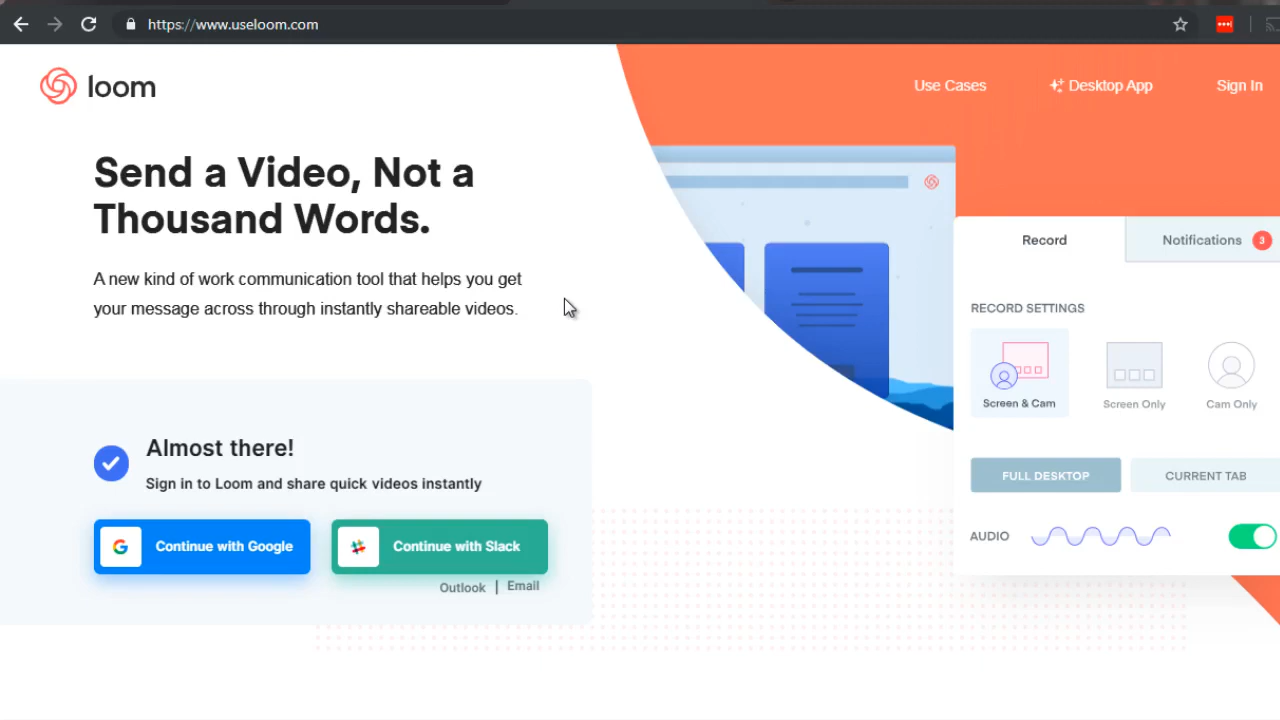 https://www.useloom.com
loom
Use Cases
Desktop App
Sign In
Send a Video, Not a
Thousand Words.
A new kind of work communication tool that helps you get
your message across through instantly shareable videos.
Record
Notifications
3
RECORD SETTINGS
Screen & Cam
Screen Only
Cam Only
FULL DESKTOP
CURRENT TAB
AUDIO
Almost there!
Sign in to Loom and share quick videos instantly
Continue with Google
Continue with Slack
Outlook | Email